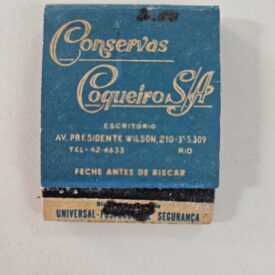 Conservas
Coqueiro S/A
ESCRITÓRIO
AV. PRESIDENTE WILSON, 210-3º S.309
TEL-42-6633 RIO
FECHE ANTES DE RISCAR
UNIVERSAL- SEGURANÇA